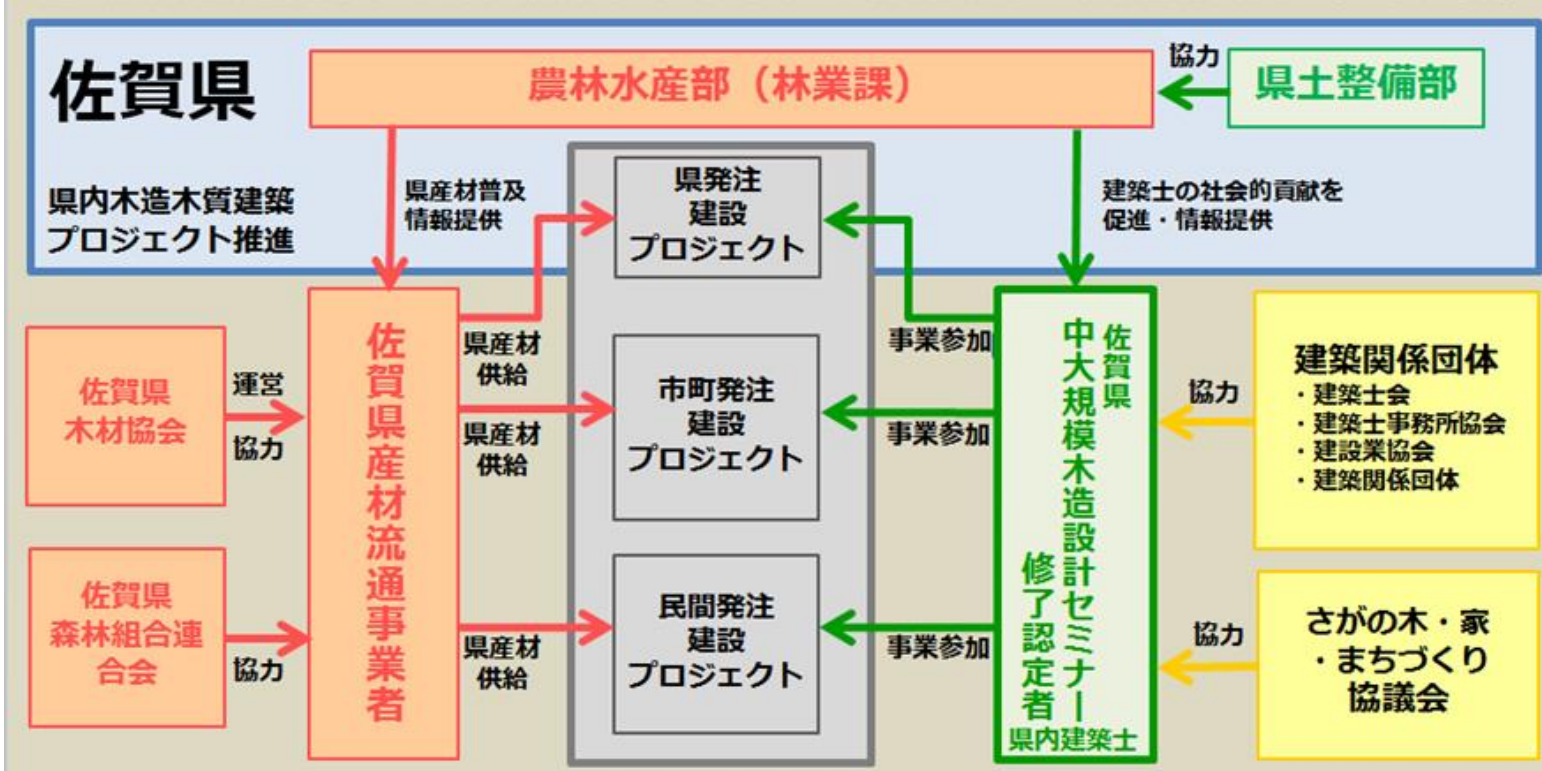 佐賀県
農林水産部（林業課）
協力
県土整備部
県内木造木質建築
プロジェクト推進
県産材普及
情報提供
県発注
建設
プロジェクト
建築士の社会的貢献を
促進・情報提供
佐賀県
木材協会
運営
協力
佐賀県
森林組合連
合会
協力
佐賀県産材流通事業者
県産材
供給
県産材
供給
県産材
供給
市町発注
建設
プロジェクト
民間発注
建設
プロジェクト
事業参加
事業参加
事業参加
佐賀県
中大規模木造設計セミナー
修了認定者
県内建築士
協力
建築関係団体
・建築士会
・建築士事務所協会
・建設業協会
・建築関係団体
協力
さがの木・家
・まちづくり
協議会